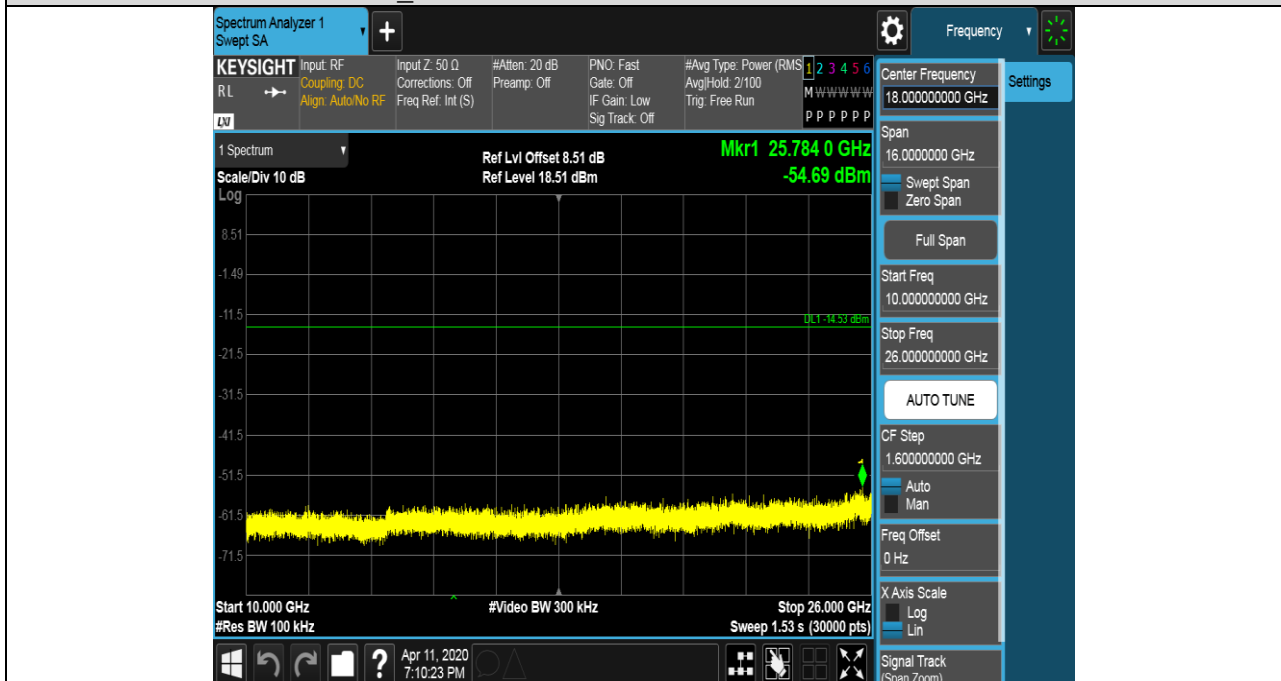 Spectrum Analyzer 1
Swept SA
Frequency
KEYSIGHT
RL
LXI
Input: RF
Coupling: DC
Align: Auto/No RF
Input Z: 50 Ω
Corrections: Off
Freq Ref: Int (S)
#Atten: 20 dB
Preamp: Off
PNO: Fast
Gate: Off
IF Gain: Low
Sig Track: Off
#Avg Type: Power (RMS
Avg|Hold: 2/100
Trig: Free Run
1 2 3 4 5 6
M W W W W W
P P P P P P
Center Frequency
18.000000000 GHz
Settings
Span
16.0000000 GHz
Swept Span
Zero Span
Full Span
Start Freq
10.000000000 GHz
Stop Freq
26.000000000 GHz
AUTO TUNE
CF Step
1.600000000 GHz
Auto
Man
Freq Offset
0 Hz
X Axis Scale
Log
Lin
Signal Track
(Span Zoom)
1 Spectrum
Scale/Div 10 dB
Ref Lvl Offset 8.51 dB
Ref Level 18.51 dBm
Mkr1 25.784 0 GHz
-54.69 dBm
Log
8.51
-1.49
-11.5
DL1 -14.53 dBm
-21.5
-31.5
-41.5
-51.5
1
-61.5
-71.5
Start 10.000 GHz
#Video BW 300 kHz
Stop 26.000 GHz
#Res BW 100 kHz
Sweep 1.53 s (30000 pts)
?
Apr 11, 2020
7:10:23 PM